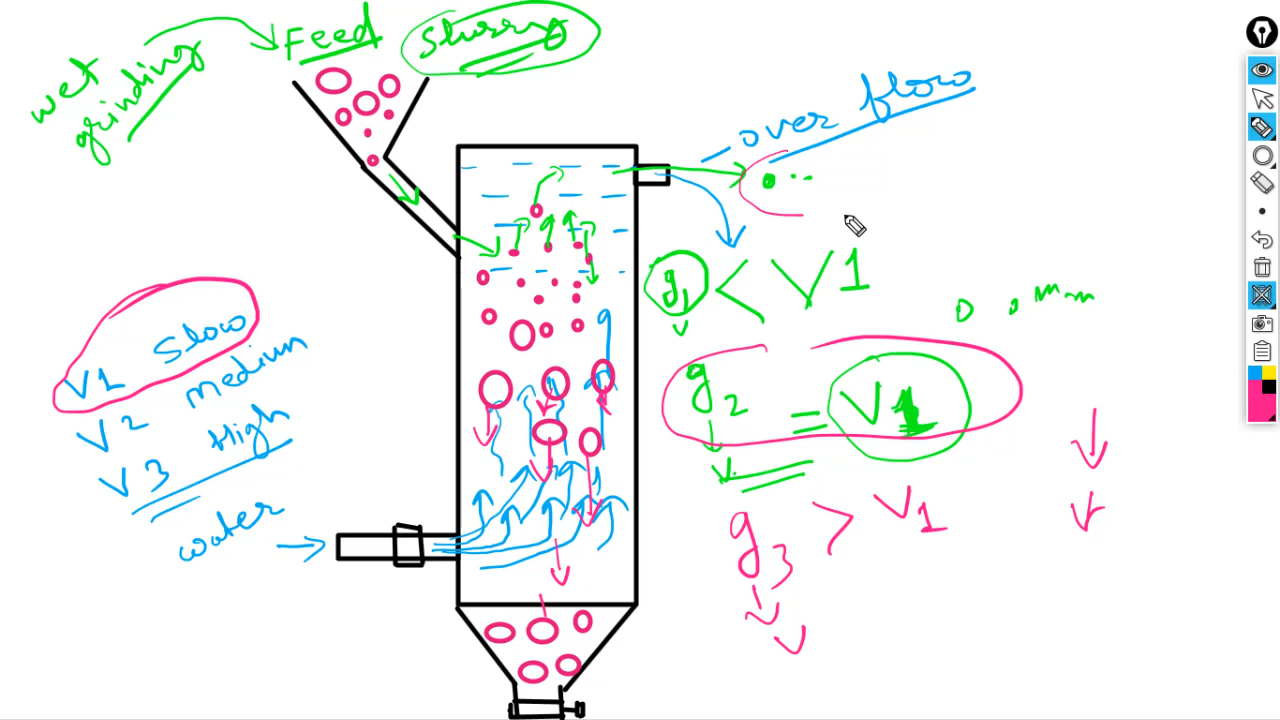 wet
grinding
Feed
Slurry
over flow
g1 < V1
g
g2 = V1
V1 Slow
V2 medium
V3 High
water
g3 > V1